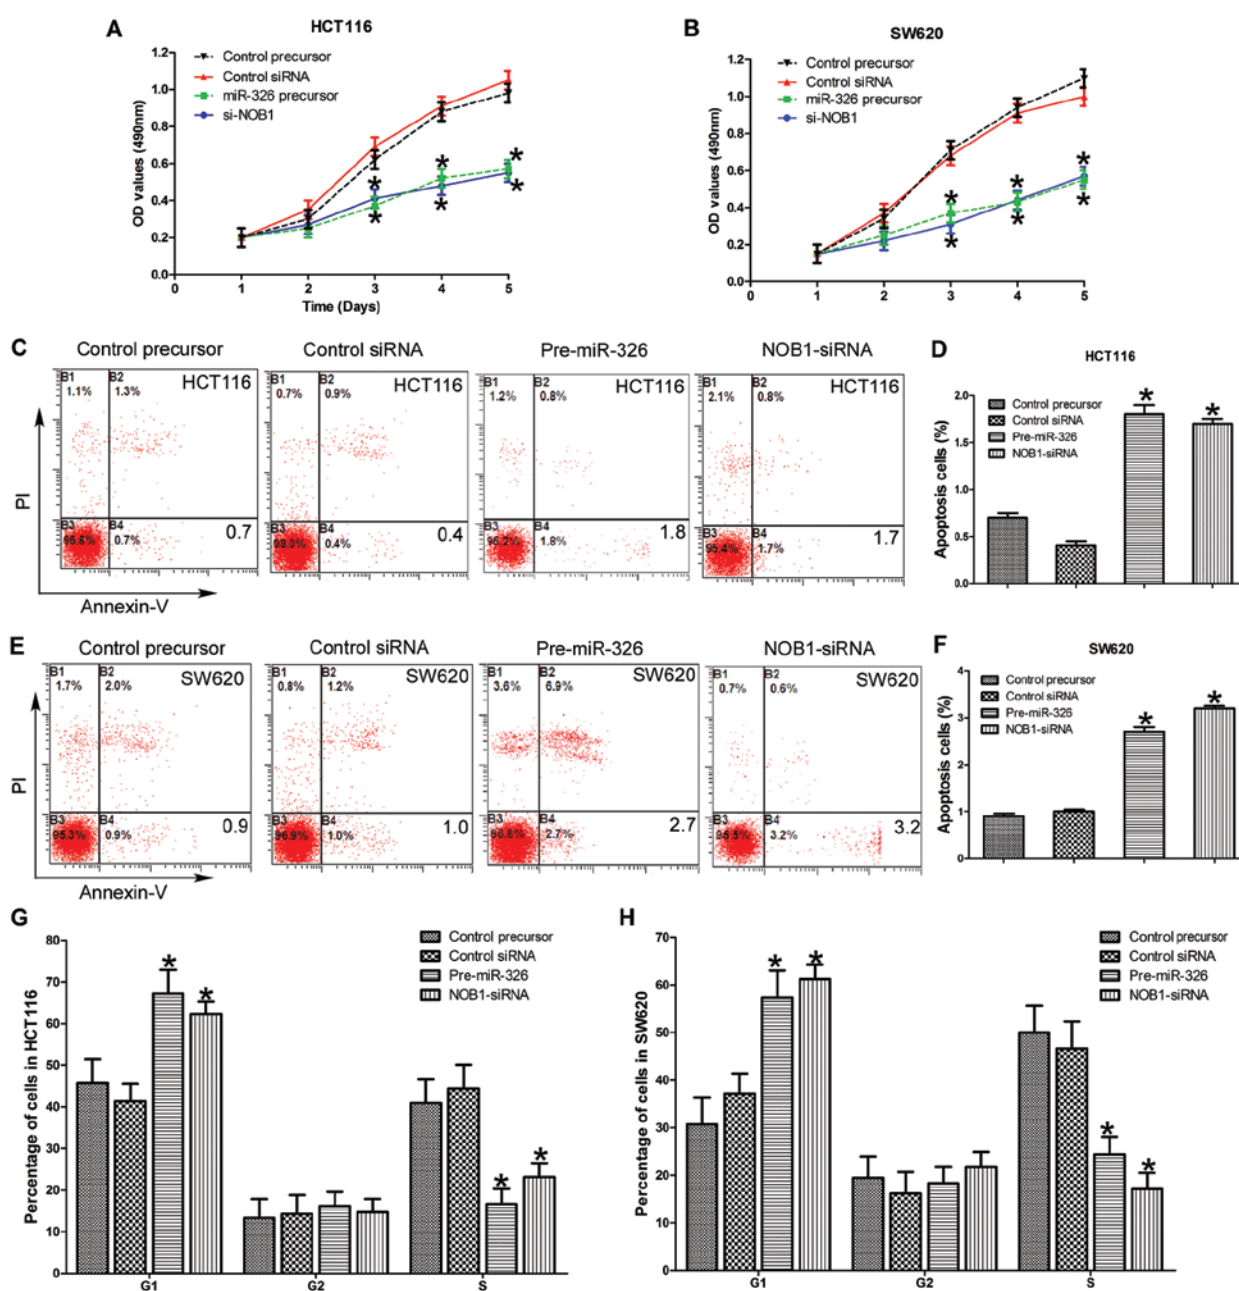 A
HCT116
Control precursor
Control siRNA
miR-326 precursor
si-NOB1
OD values (490nm)
1.2
1.0
0.8
0.6
0.4
0.2
0.0
0 1 2 3 4 5
Time (Days)
* * *
* * *
B
SW620
Control precursor
Control siRNA
miR-326 precursor
si-NOB1
OD values (490nm)
1.2
1.0
0.8
0.6
0.4
0.2
0.0
0 1 2 3 4 5
* * *
* * *
C
Control precursor
Control siRNA
Pre-miR-326
NOB1-siRNA
PI
Annexin-V
B1 B2 HCT116
1.1% 1.3%
B3 B4 0.7
96.8% 0.7%
B1 B2 HCT116
0.7% 0.9%
B3 B4 0.4
98.0% 0.4%
B1 B2 HCT116
1.2% 0.8%
B3 B4 1.8
96.2% 1.8%
B1 B2 HCT116
2.1% 0.8%
B3 B4 1.7
95.4% 1.7%
D
HCT116
Control precursor
Control siRNA
Pre-miR-326
NOB1-siRNA
Apoptosis cells (%)
2.0
1.5
1.0
0.5
0.0
* *
E
Control precursor
Control siRNA
Pre-miR-326
NOB1-siRNA
PI
Annexin-V
B1 B2 SW620
1.7% 2.0%
B3 B4 0.9
95.3% 0.9%
B1 B2 SW620
0.8% 1.2%
B3 B4 1.0
96.9% 1.0%
B1 B2 SW620
3.6% 6.9%
B3 B4 2.7
2.7%
B1 B2 SW620
0.7% 0.6%
B3 B4 3.2
95.5% 3.2%
F
SW620
Control precursor
Control siRNA
Pre-miR-326
NOB1-siRNA
Apoptosis cells (%)
4
3
2
1
0
* *
G
Control precursor
Control siRNA
Pre-miR-326
NOB1-siRNA
Percentage of cells in HCT116
80
70
60
50
40
30
20
10
0
* *
* *
G1 G2 S
H
Control precursor
Control siRNA
Pre-miR-326
NOB1-siRNA
Percentage of cells in SW620
70
60
50
40
30
20
10
0
* *
* *
G1 G2 S